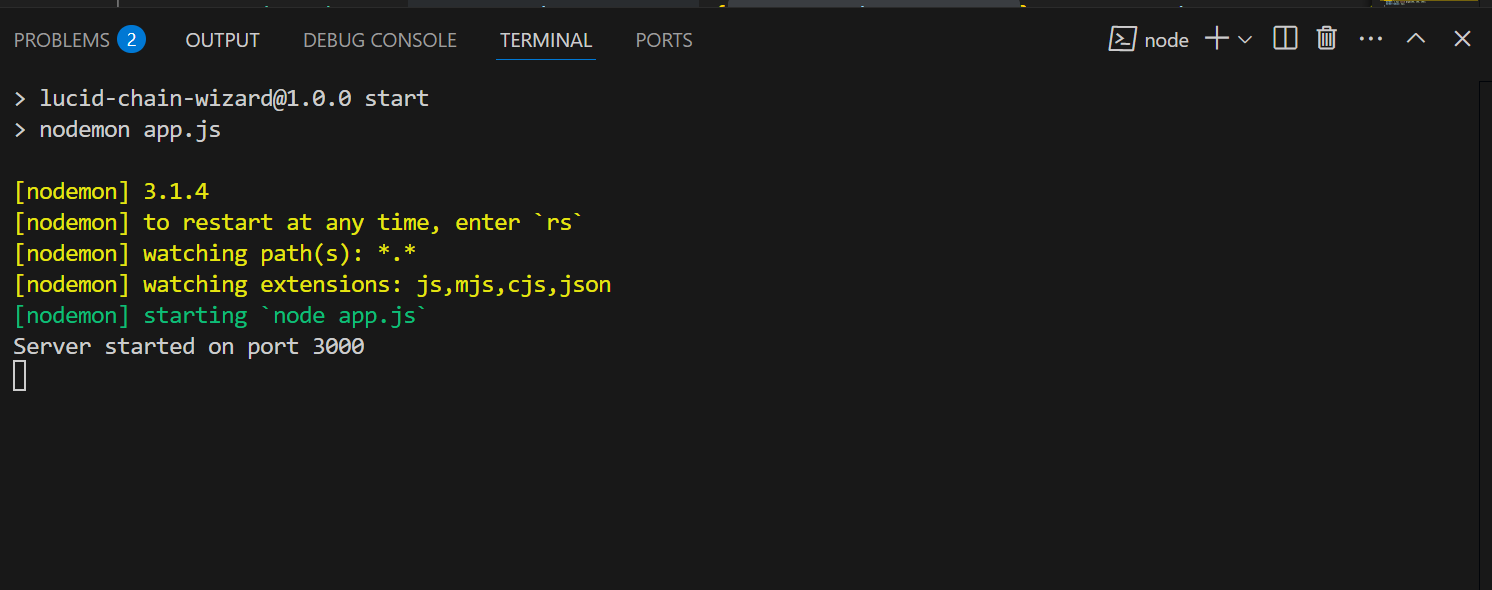 PROBLEMS 2 OUTPUT DEBUG CONSOLE TERMINAL PORTS node
> lucid-chain-wizard@1.0.0 start
> nodemon app.js
[nodemon] 3.1.4
[nodemon] to restart at any time, enter `rs`
[nodemon] watching path(s): *.*
[nodemon] watching extensions: js,mjs,cjs,json
[nodemon] starting `node app.js`
Server started on port 3000